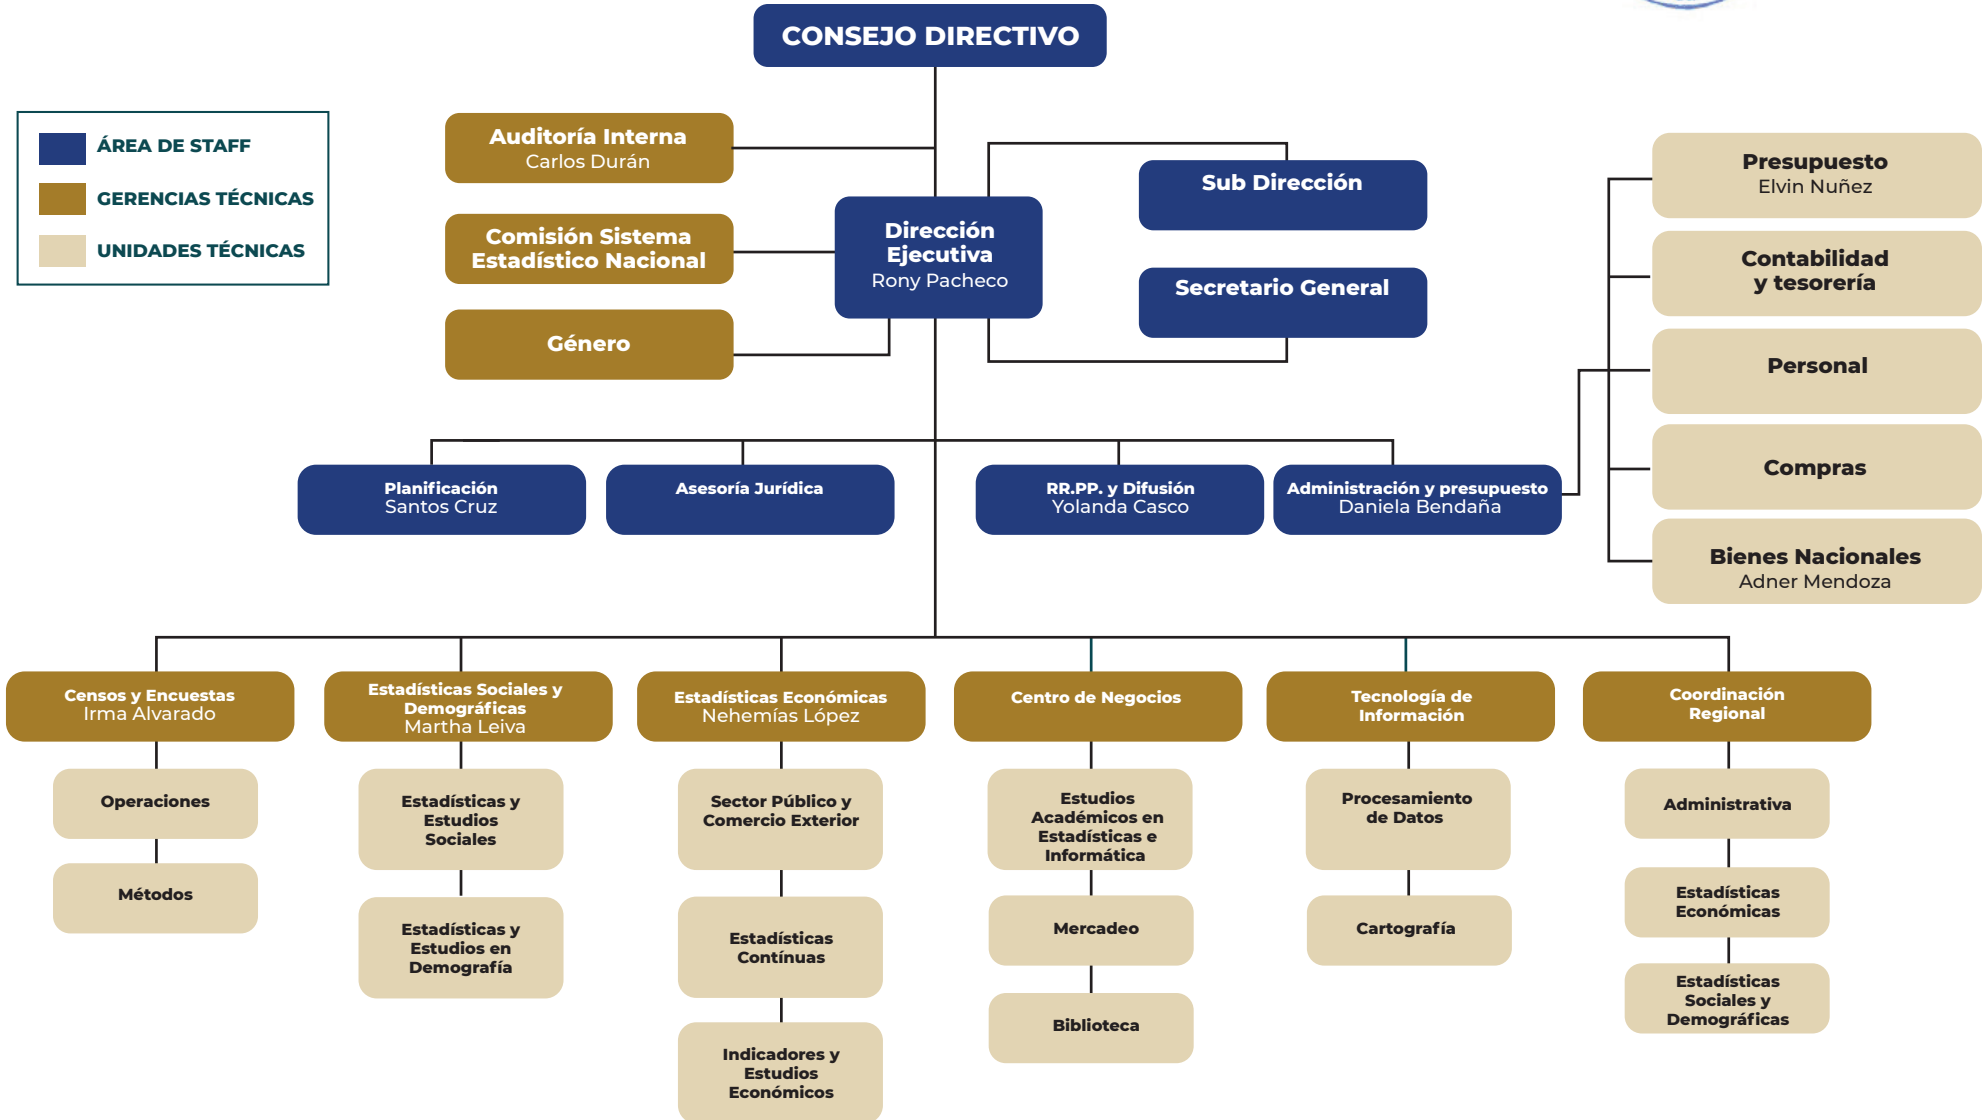 CONSEJO DIRECTIVO
ÁREA DE STAFF
GERENCIAS TÉCNICAS
UNIDADES TÉCNICAS
Auditoría Interna
Carlos Durán
Comisión Sistema
Estadístico Nacional
Género
Dirección
Ejecutiva
Rony Pacheco
Sub Dirección
Secretario General
Presupuesto
Elvin Nuñez
Contabilidad
y tesorería
Personal
Compras
Bienes Nacionales
Adner Mendoza
Planificación
Santos Cruz
Asesoría Jurídica
RR.PP. y Difusión
Yolanda Casco
Administración y presupuesto
Daniela Bendaña
Censos y Encuestas
Irma Alvarado
Operaciones
Métodos
Estadísticas Sociales y
Demográficas
Martha Leiva
Estadísticas y
Estudios
Sociales
Estadísticas y
Estudios en
Demografía
Estadísticas Económicas
Nehemías López
Sector Público y
Comercio Exterior
Estadísticas
Contínuas
Indicadores y
Estudios
Económicos
Centro de Negocios
Estudios
Académicos en
Estadísticas e
Informática
Mercadeo
Biblioteca
Tecnología de
Información
Procesamiento
de Datos
Cartografía
Coordinación
Regional
Administrativa
Estadísticas
Económicas
Estadísticas
Sociales y
Demográficas